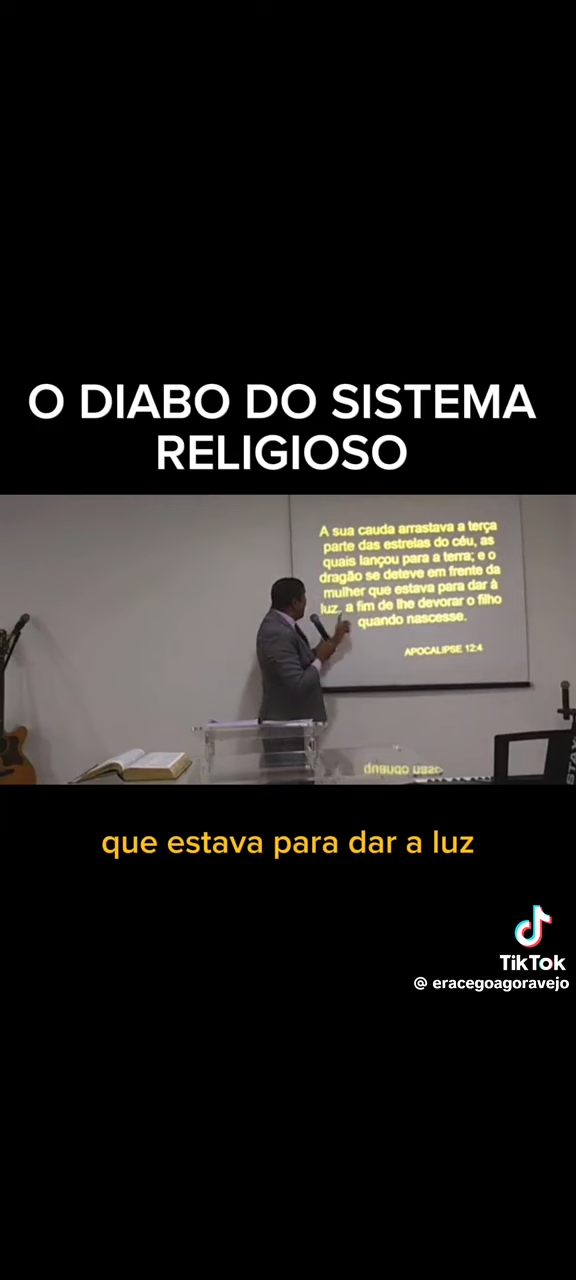 O DIABO DO SISTEMA
RELIGIOSO
A sua cauda arrastava a terça
parte das estrelas do céu, as
quais lançou para a terra; e o
dragão se deteve em frente da
mulher que estava para dar à
luz, a fim de lhe devorar o filho
quando nascesse.
APOCALIPSE 12:4
STAY
que estava para dar a luz
TikTok
@ eracegoagoravejo